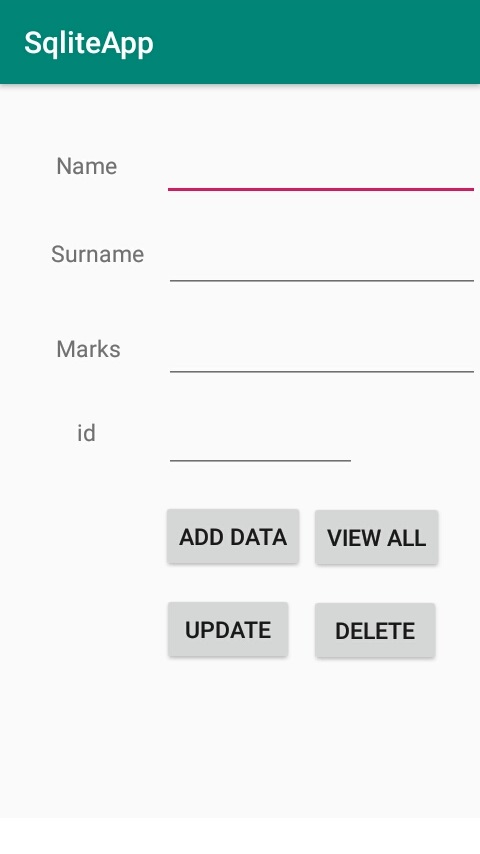 SqliteApp
Name
Surname
Marks
id
ADD DATA VIEW ALL
UPDATE DELETE